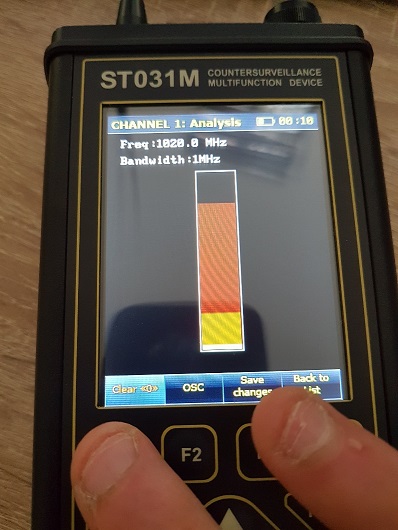 ST031M
COUNTERSURVEILLANCE
MULTIFUNCTION DEVICE
CHANNEL 1: Analysis 00:10
Freq:1020.0 MHz
Bandwidth:1MHz
Clear «0»
OSC
Save
changes
Back to
List
F2